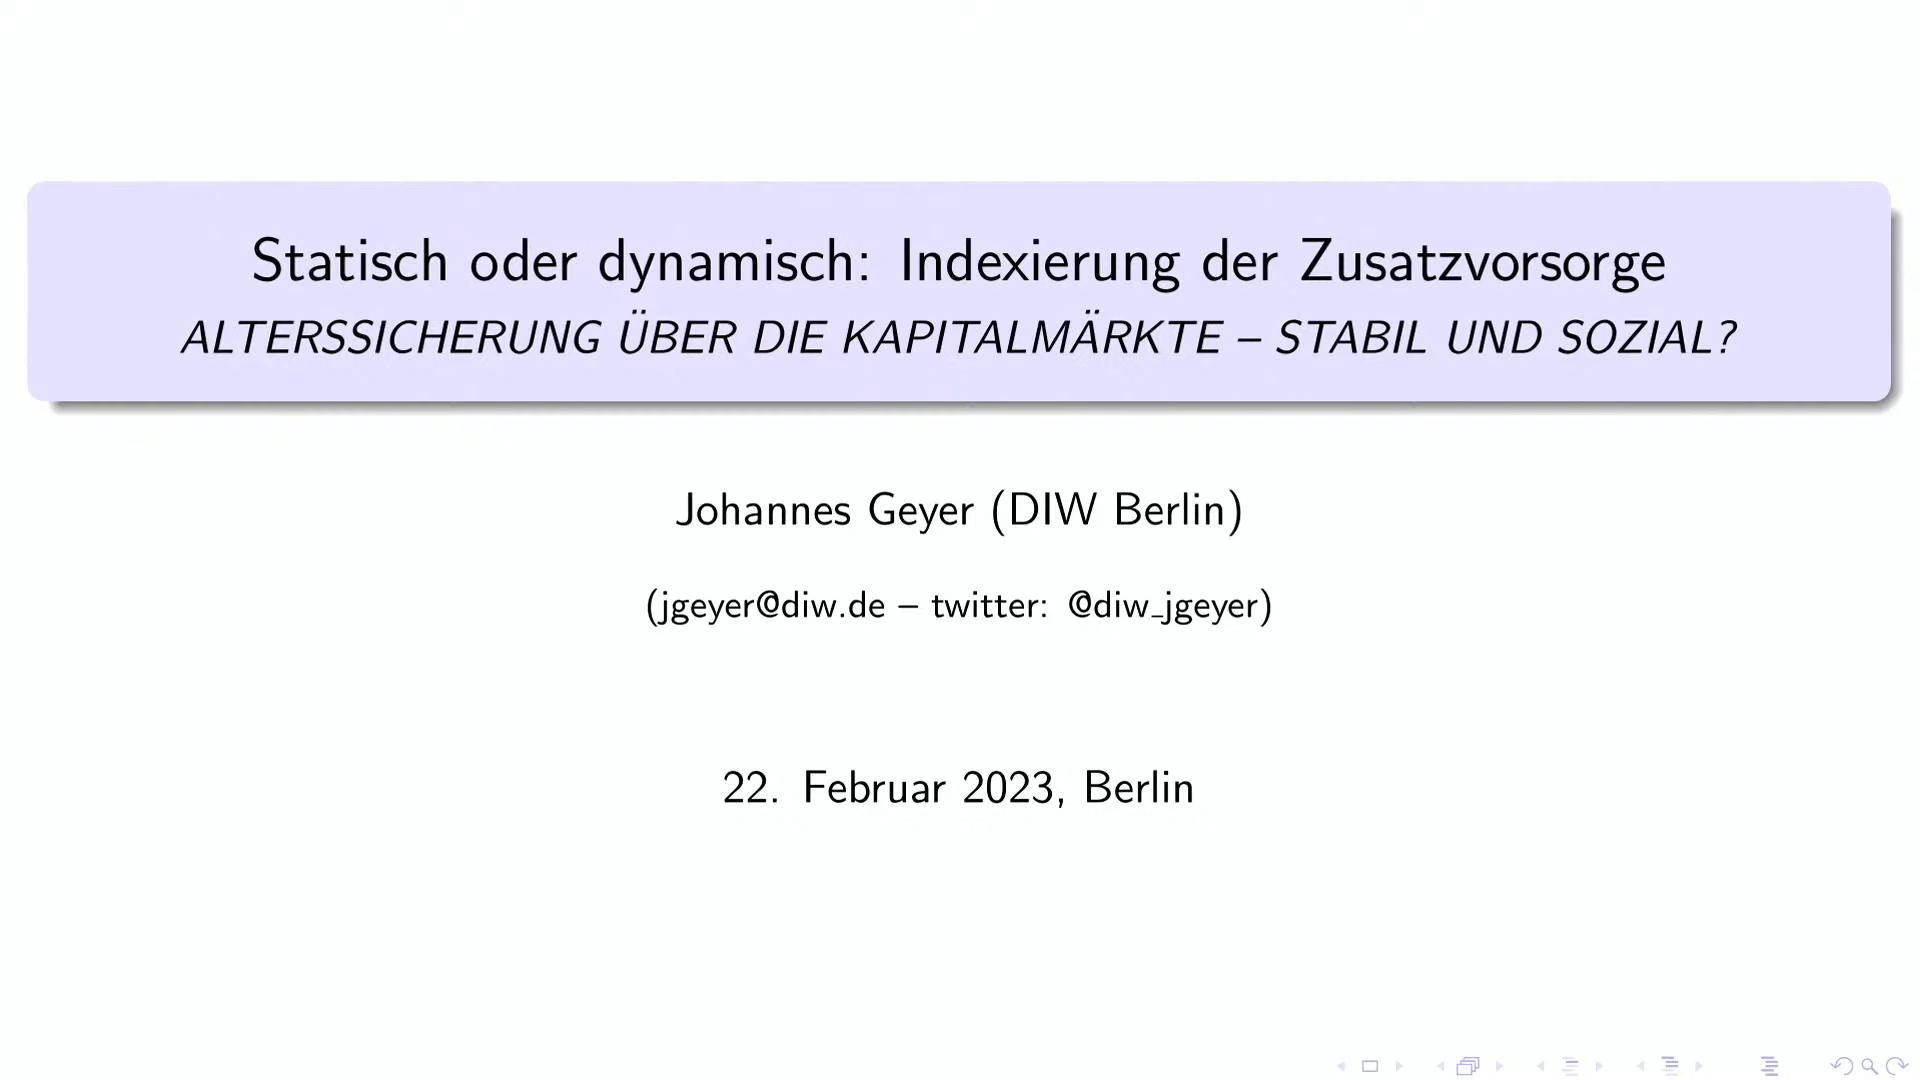 Statisch oder dynamisch: Indexierung der Zusatzvorsorge
ALTERSSICHERUNG ÜBER DIE KAPITALMÄRKTE – STABIL UND SOZIAL?
Johannes Geyer (DIW Berlin)
(jgeyer@diw.de – twitter: @diw_jgeyer)
22. Februar 2023, Berlin